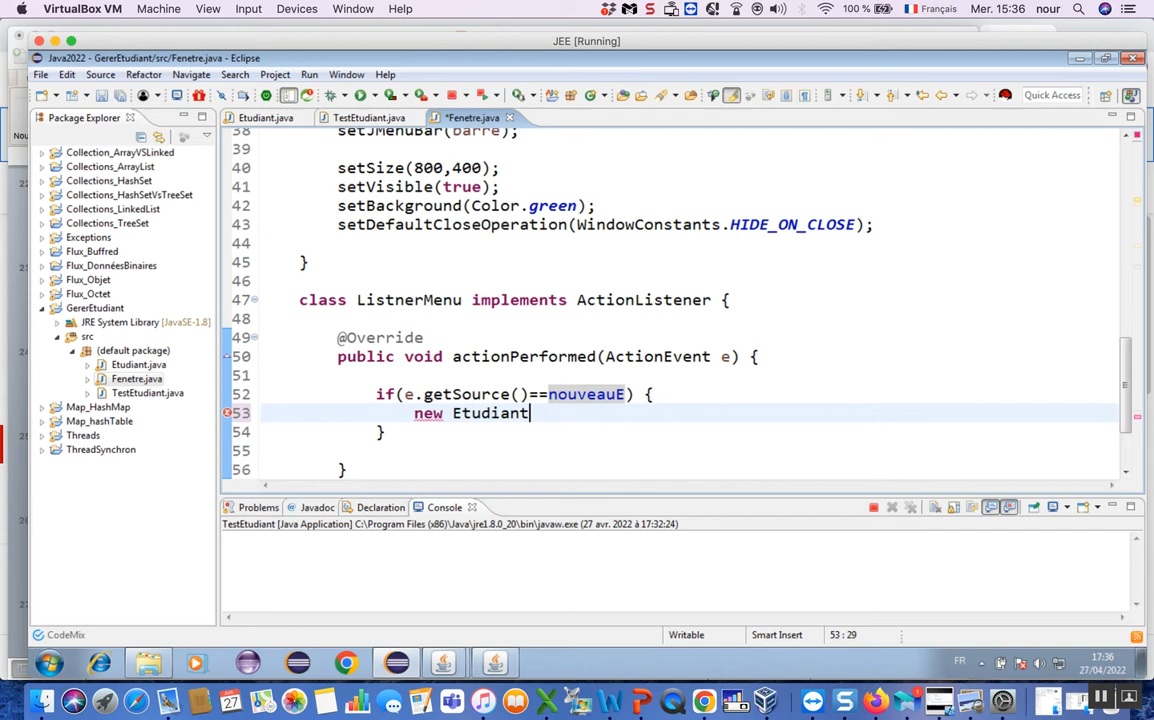 VirtualBox VM Machine View Input Devices Window Help 100 % Français Mer. 15:36 nour
JEE [Running]
Java2022 - GererEtudiant/src/Fenetre.java - Eclipse
File Edit Source Refactor Navigate Search Project Run Window Help
Quick Access
Package Explorer
Etudiant.java TestEtudiant.java *Fenetre.java
Collection_ArrayVSLinked
Collections_ArrayList
Collections_HashSet
Collections_HashSetVsTreeSet
Collections_LinkedList
Collections_TreeSet
Exceptions
Flux_Buffred
Flux_DonnéesBinaires
Flux_Objet
Flux_Octet
GererEtudiant
JRE System Library [JavaSE-1.8]
src
(default package)
Etudiant.java
Fenetre.java
TestEtudiant.java
Map_HashMap
Map_hashTable
Threads
ThreadSynchron
CodeMix
38 setJMenuBar(barre);
39
40 setSize(800,400);
41 setVisible(true);
42 setBackground(Color.green);
43 setDefaultCloseOperation(WindowConstants.HIDE_ON_CLOSE);
44
45 }
46
47 class ListnerMenu implements ActionListener {
48
49 @Override
50 public void actionPerformed(ActionEvent e) {
51
52 if(e.getSource()==nouveauE) {
53 new Etudiant
54 }
55
56 }
Problems Javadoc Declaration Console
TestEtudiant [Java Application] C:\Program Files (x86)\Java\jre1.8.0_20\bin\javaw.exe (27 avr. 2022 à 17:32:24)
Writable Smart Insert 53 : 29
FR 17:36
27/04/2022